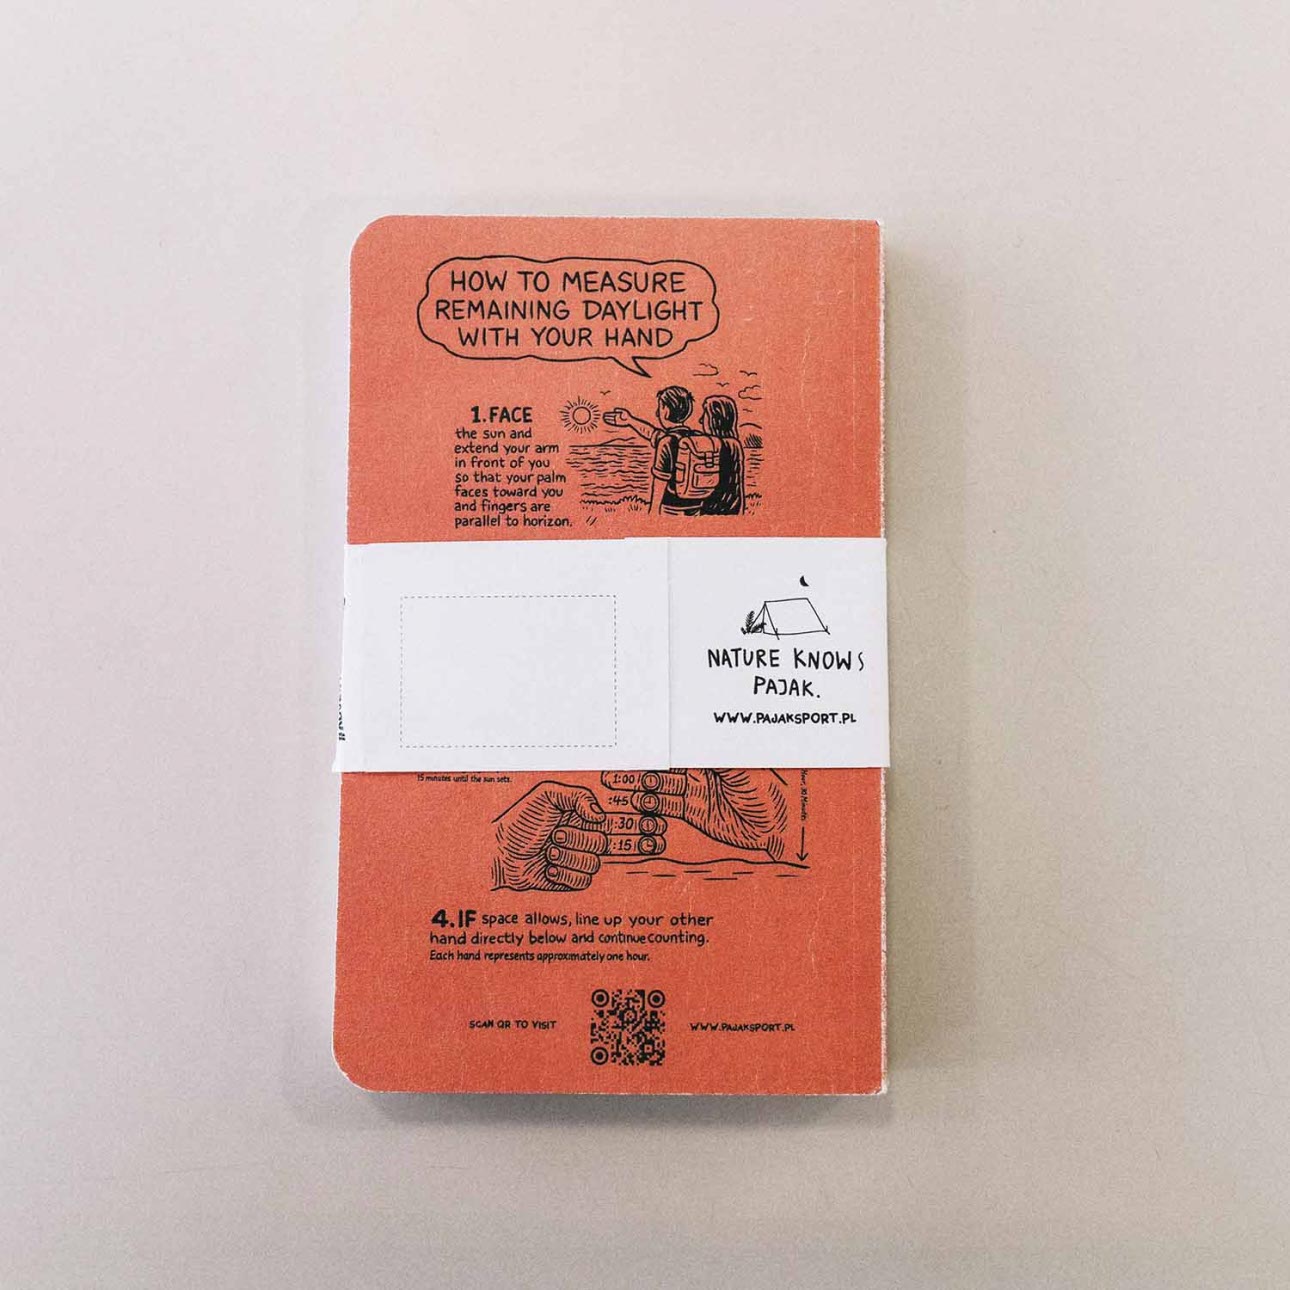 HOW TO MEASURE
REMAINING DAYLIGHT
WITH YOUR HAND
1.FACE
the sun and
extend your arm
in front of you
so that your palm
faces toward you
and fingers are
parallel to horizon.
NATURE KNOWS
PAJAK.
WWW.PAJAKSPORT.PL
15 minutes until the sun sets.
1:00
:45
:30
:15
Hour, 30 Minutes
4.IF space allows, line up your other
hand directly below and continue counting.
Each hand represents approximately one hour.
SCAN QR TO VISIT
WWW.PAJAKSPORT.PL